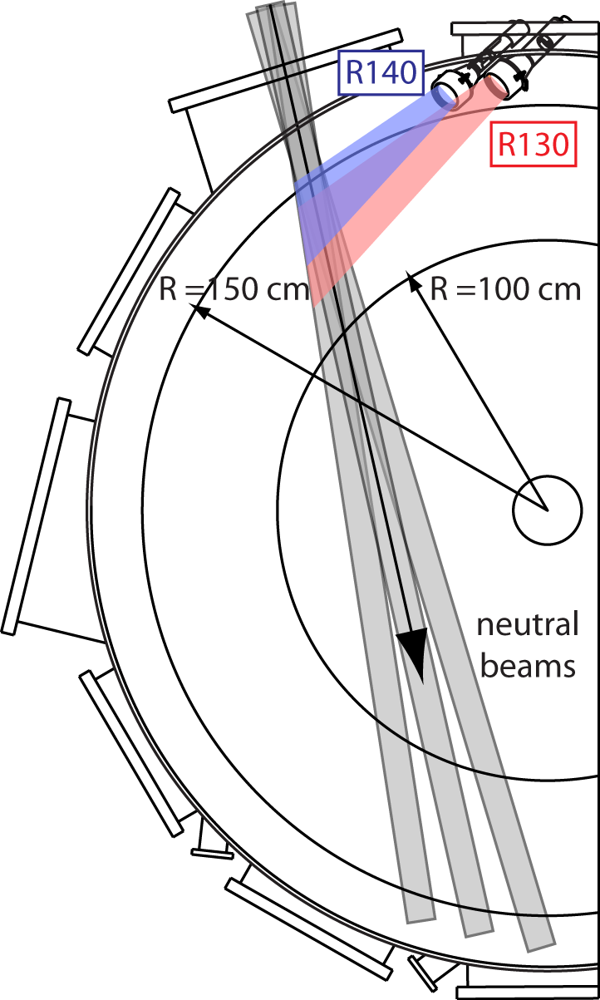 R140
R130
R =150 cm
R =100 cm
neutral
beams